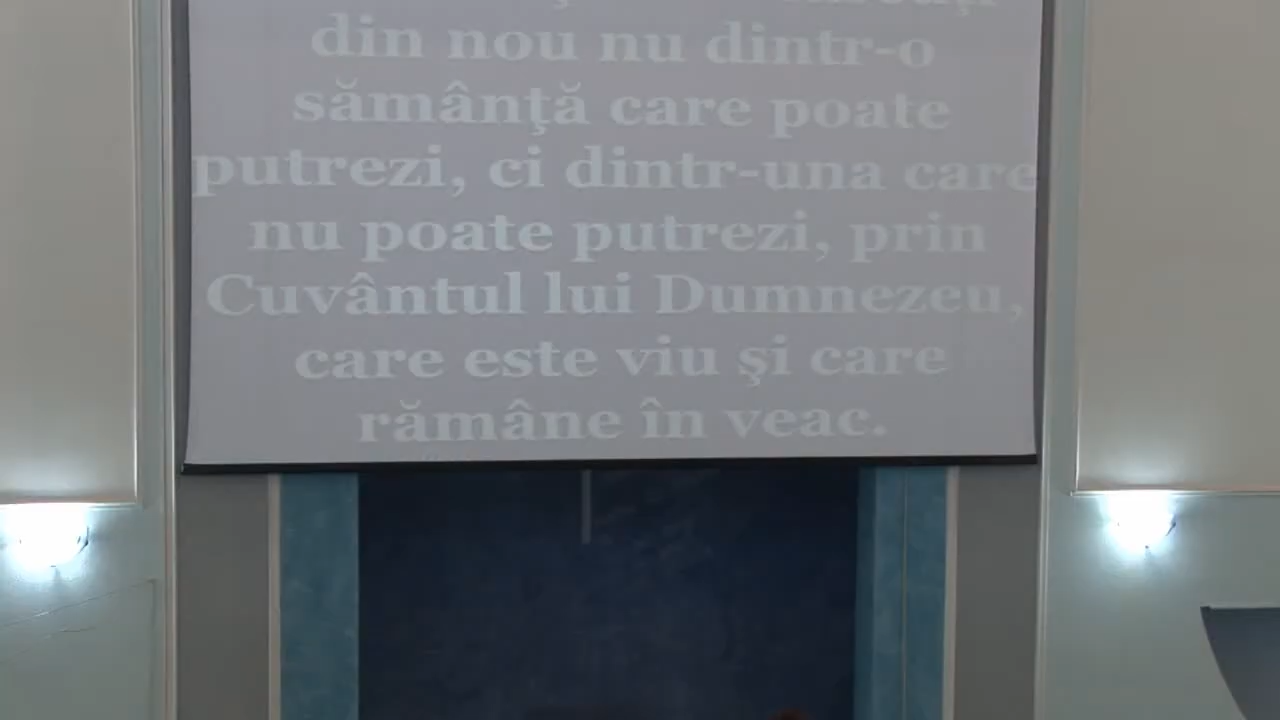 din nou nu dintr-o
sămânţă care poate
putrezi, ci dintr-una care
nu poate putrezi, prin
Cuvântul lui Dumnezeu,
care este viu şi care
rămâne în veac.